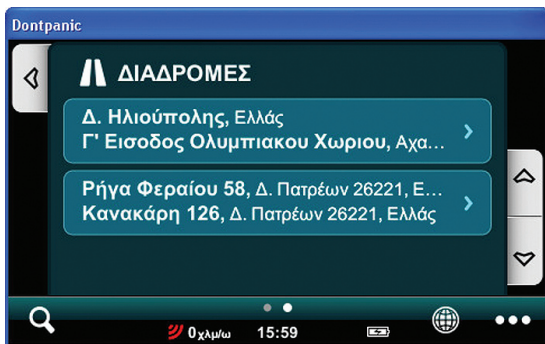 Dontpanic
ΔΙΑΔΡΟΜΕΣ
Δ. Ηλιούπολης, Ελλάς
Γ' Εισοδος Ολυμπιακου Χωριου, Αχα...
Ρήγα Φεραίου 58, Δ. Πατρέων 26221, Ε...
Κανακάρη 126, Δ. Πατρέων 26221, Ελλάς
0χλμ/ω 15:59